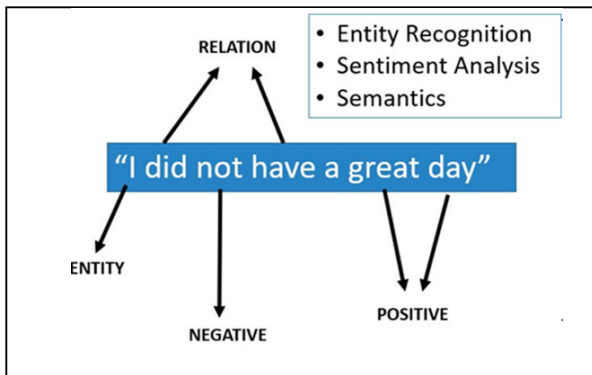 RELATION
• Entity Recognition
• Sentiment Analysis
• Semantics
“I did not have a great day”
ENTITY
NEGATIVE
POSITIVE